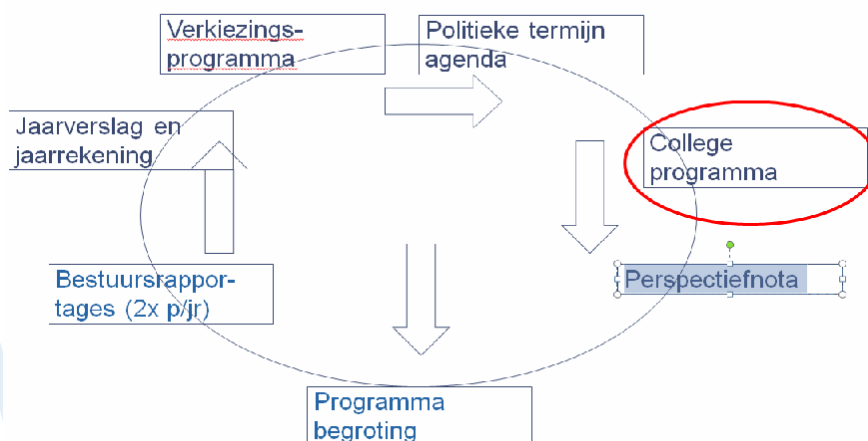 Verkiezings-
programma
Politieke termijn
agenda
Jaarverslag en
jaarrekening
College
programma
Bestuursrappor-
tages (2x p/jr)
Perspectiefnota
Programma
begroting